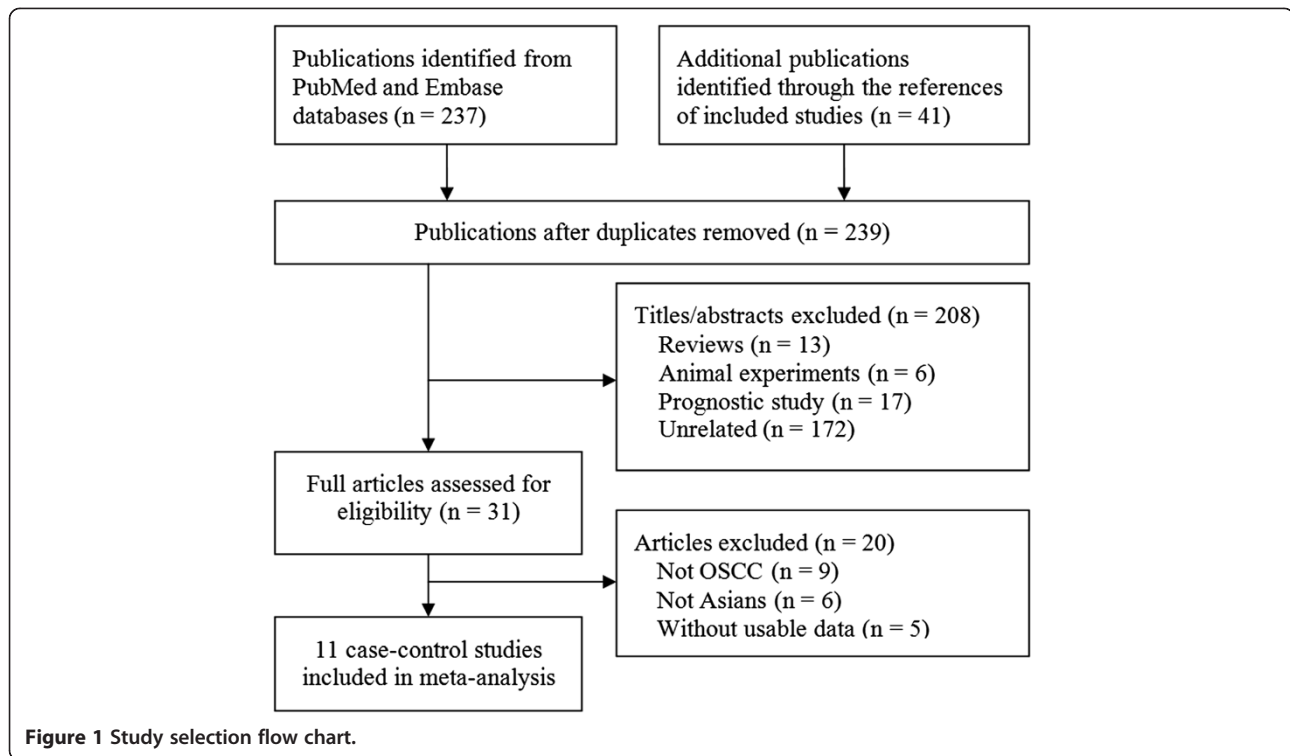 Publications identified from
PubMed and Embase
databases (n = 237)
Additional publications
identified through the references
of included studies (n = 41)
Publications after duplicates removed (n = 239)
Titles/abstracts excluded (n = 208)
Reviews (n = 13)
Animal experiments (n = 6)
Prognostic study (n = 17)
Unrelated (n = 172)
Full articles assessed for
eligibility (n = 31)
Articles excluded (n = 20)
Not OSCC (n = 9)
Not Asians (n = 6)
Without usable data (n = 5)
11 case-control studies
included in meta-analysis
Figure 1 Study selection flow chart.